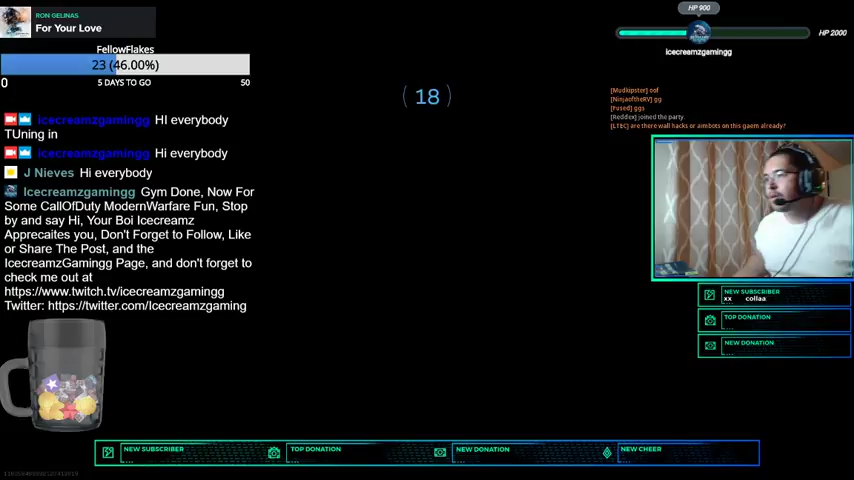 RON GELINAS
For Your Love
FellowFlakes
23 (46.00%)
0 5 DAYS TO GO 50
icecreamzgamingg HI everybody
TUning in
icecreamzgamingg Hi everybody
J Nieves Hi everybody
Icecreamzgamingg Gym Done, Now For
Some CallOfDuty ModernWarfare Fun, Stop
by and say Hi, Your Boi Icecreamz
Apprecaites you, Don't Forget to Follow, Like
or Share The Post, and the
IcecreamzGamingg Page, and don't forget to
check me out at
https://www.twitch.tv/icecreamzgamingg
Twitter: https://twitter.com/Icecreamzgaming
(18)
HP 900
HP 2000
icecreamzgamingg
[Mudkipster] oof
[NinjaoftheRV] gg
[Fused] ggs
[Reddex] joined the party.
[LTEC] are there wall hacks or aimbots on this gaem already?
NEW SUBSCRIBER
xx collaa
TOP DONATION
....
NEW DONATION
....
NEW SUBSCRIBER
....
TOP DONATION
....
NEW DONATION
....
NEW CHEER
....